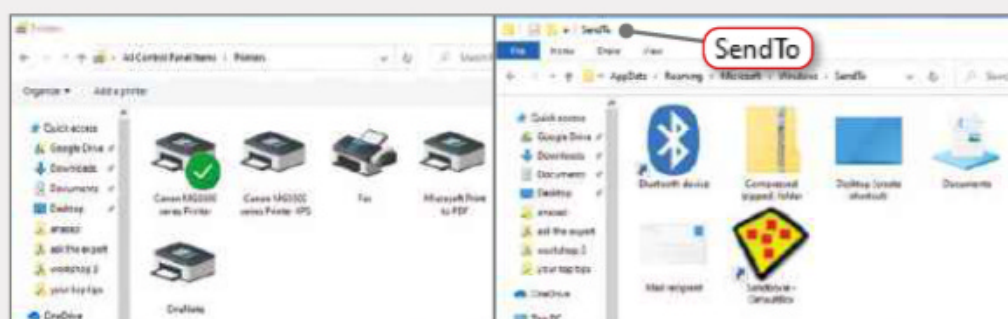 Printers
All Control Panel Items › Printers
Organize Add a printer
Quick access
Google Drive
Downloads
Documents
Desktop
ask the expert
workshop 3
your top tips
OneDrive
Canon MG5500
series Printer
Canon MG5500
series Printer XPS
Fax
Microsoft Print
to PDF
OneNote
SendTo
SendTo
File Home Share View
AppData › Roaming › Microsoft › Windows › SendTo
Quick access
Google Drive
Downloads
Documents
Desktop
ask the expert
workshop 3
your top tips
OneDrive
This PC
Bluetooth device
Compressed
(zipped) folder
Desktop (create
shortcut)
Documents
Mail recipient
Sandboxie -
DefaultBox